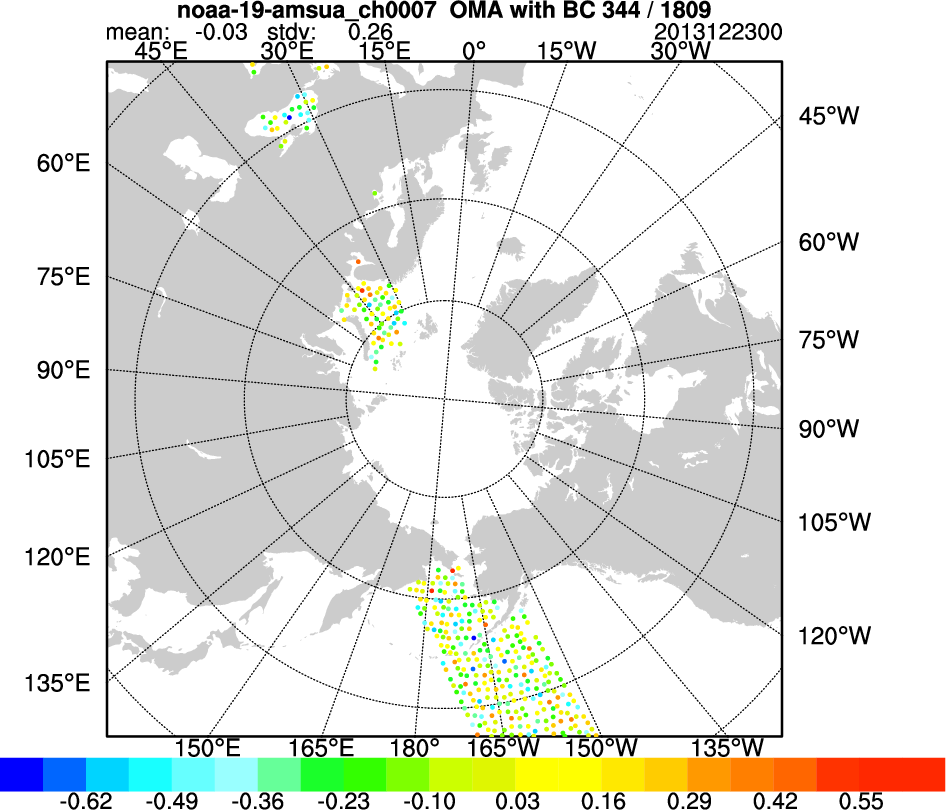 noaa-19-amsua_ch0007 OMA with BC 344 / 1809
mean: -0.03 stdv: 0.26 2013122300
45°E 30°E 15°E 0° 15°W 30°W
45°W
60°E
60°W
75°E
75°W
90°E
90°W
105°E
105°W
120°E
120°W
135°E
150°E 165°E 180° 165°W 150°W 135°W
-0.62 -0.49 -0.36 -0.23 -0.10 0.03 0.16 0.29 0.42 0.55